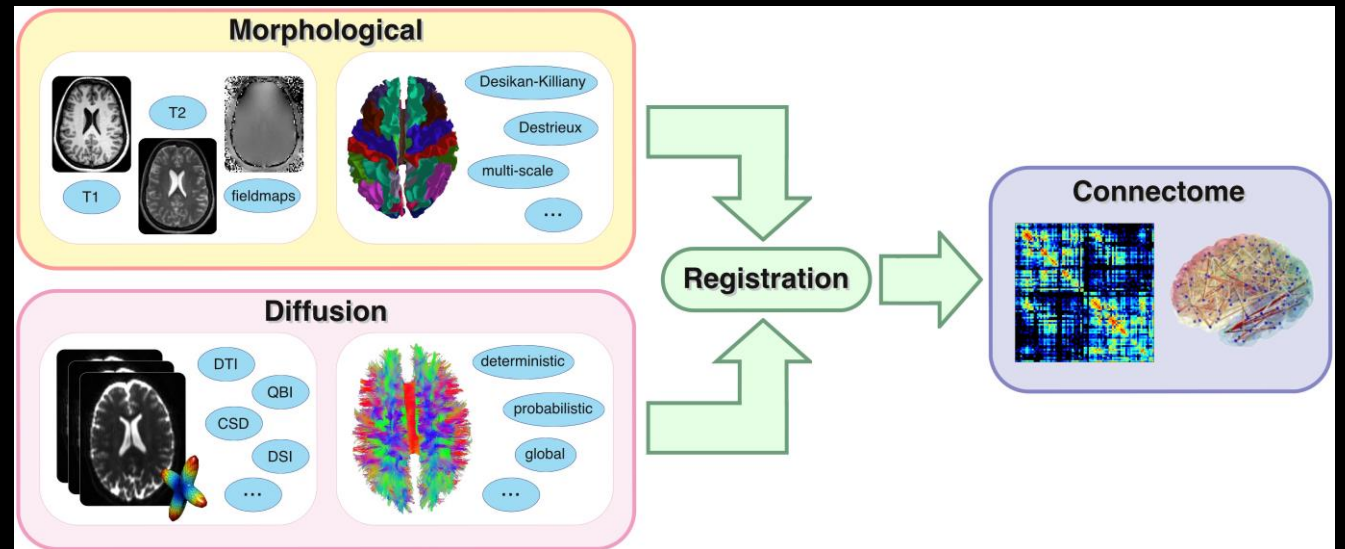 Morphological
T1
T2
fieldmaps
Desikan-Killiany
Destrieux
multi-scale
...
Diffusion
DTI
QBI
CSD
DSI
...
deterministic
probabilistic
global
...
Registration
Connectome